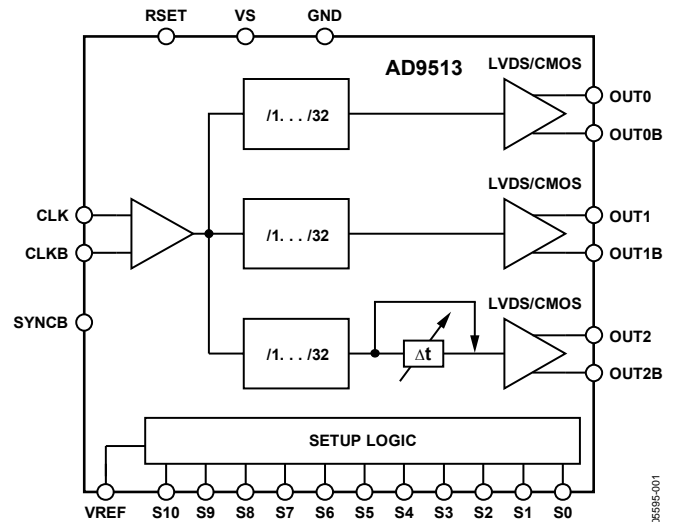 RSET VS GND
AD9513
LVDS/CMOS
/1. . . /32
OUT0
OUT0B
LVDS/CMOS
CLK
/1. . . /32
OUT1
CLKB
OUT1B
LVDS/CMOS
SYNCB
/1. . . /32
Δt
OUT2
OUT2B
SETUP LOGIC
VREF S10 S9 S8 S7 S6 S5 S4 S3 S2 S1 S0
05595-001